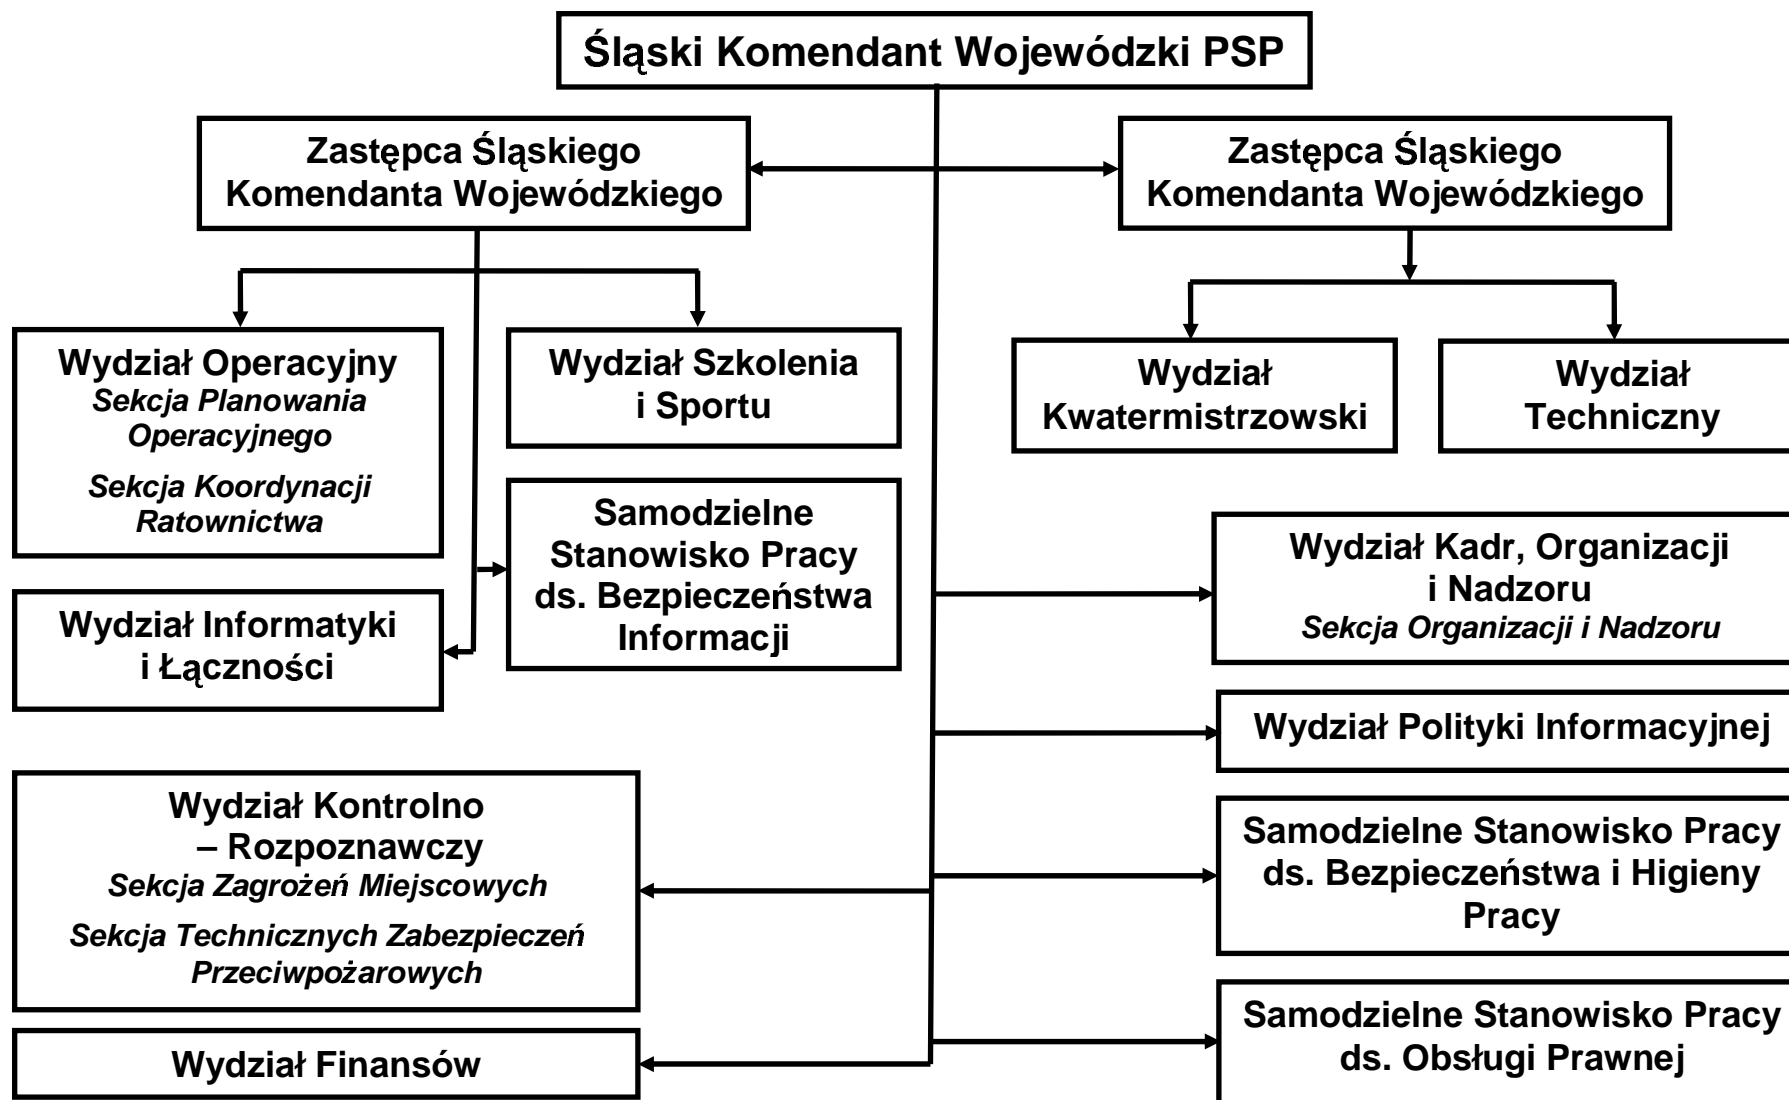 Śląski Komendant Wojewódzki PSP
Zastępca Śląskiego
Komendanta Wojewódzkiego
Zastępca Śląskiego
Komendanta Wojewódzkiego
Wydział Operacyjny
Sekcja Planowania
Operacyjnego
Sekcja Koordynacji
Ratownictwa
Wydział Szkolenia
i Sportu
Wydział
Kwatermistrzowski
Wydział
Techniczny
Samodzielne
Stanowisko Pracy
ds. Bezpieczeństwa
Informacji
Wydział Informatyki
i Łączności
Wydział Kadr, Organizacji
i Nadzoru
Sekcja Organizacji i Nadzoru
Wydział Polityki Informacyjnej
Wydział Kontrolno
– Rozpoznawczy
Sekcja Zagrożeń Miejscowych
Sekcja Technicznych Zabezpieczeń
Przeciwpożarowych
Samodzielne Stanowisko Pracy
ds. Bezpieczeństwa i Higieny
Pracy
Wydział Finansów
Samodzielne Stanowisko Pracy
ds. Obsługi Prawnej